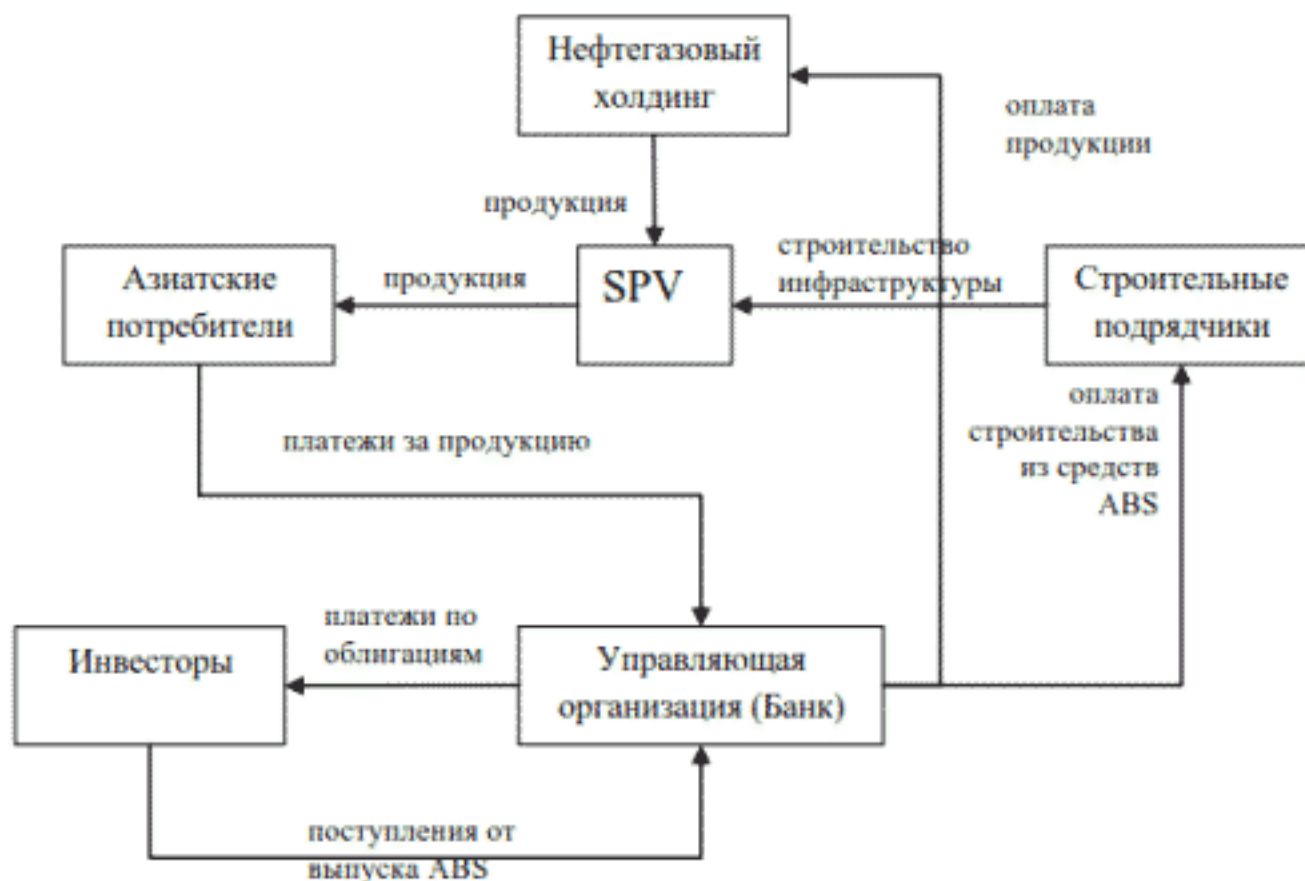 Нефтегазовый
холдинг
оплата
продукции
продукция
Азиатские
потребители
продукция
SPV
строительство
инфраструктуры
Строительные
подрядчики
платежи за продукцию
оплата
строительства
из средств
ABS
Инвесторы
платежи по
облигациям
Управляющая
организация (Банк)
поступления от
выпуска ABS